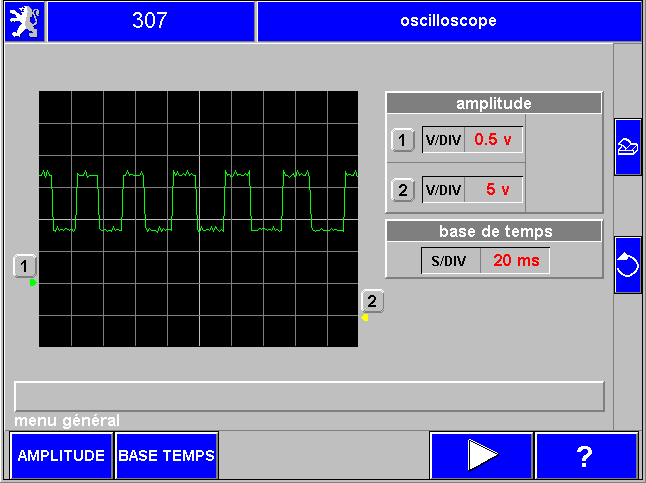 307
oscilloscope
amplitude
1 V/DIV 0.5 v
2 V/DIV 5 v
base de temps
S/DIV 20 ms
1
2
menu général
AMPLITUDE BASE TEMPS ?